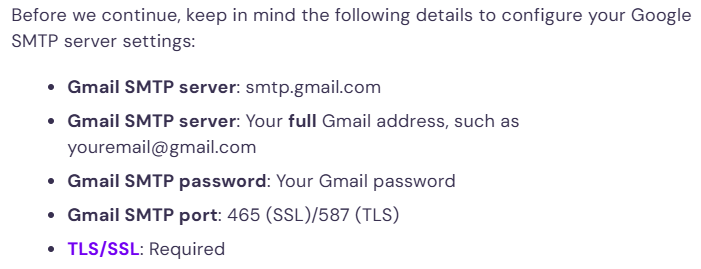 Before we continue, keep in mind the following details to configure your Google
SMTP server settings:
• Gmail SMTP server: smtp.gmail.com
• Gmail SMTP server: Your full Gmail address, such as
youremail@gmail.com
• Gmail SMTP password: Your Gmail password
• Gmail SMTP port: 465 (SSL)/587 (TLS)
• TLS/SSL: Required